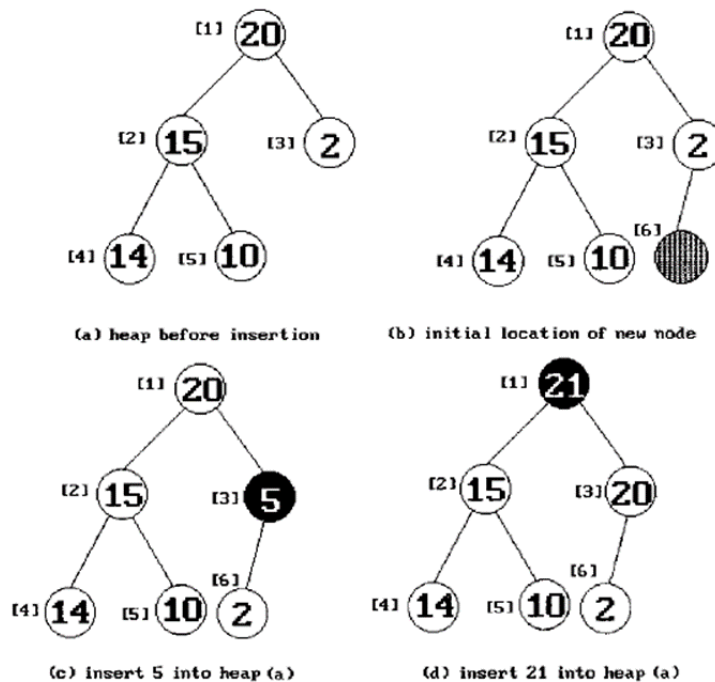 [1] 20 [1] 20
[2] 15 [3] 2 [2] 15 [3] 2
[6]
[4] 14 [5] 10 [4] 14 [5] 10
(a) heap before insertion (b) initial location of new node
[1] 20 [1] 21
[2] 15 [3] 5 [2] 15 [3] 20
[6] [6]
[4] 14 [5] 10 2 [4] 14 [5] 10 2
(c) insert 5 into heap (a) (d) insert 21 into heap (a)